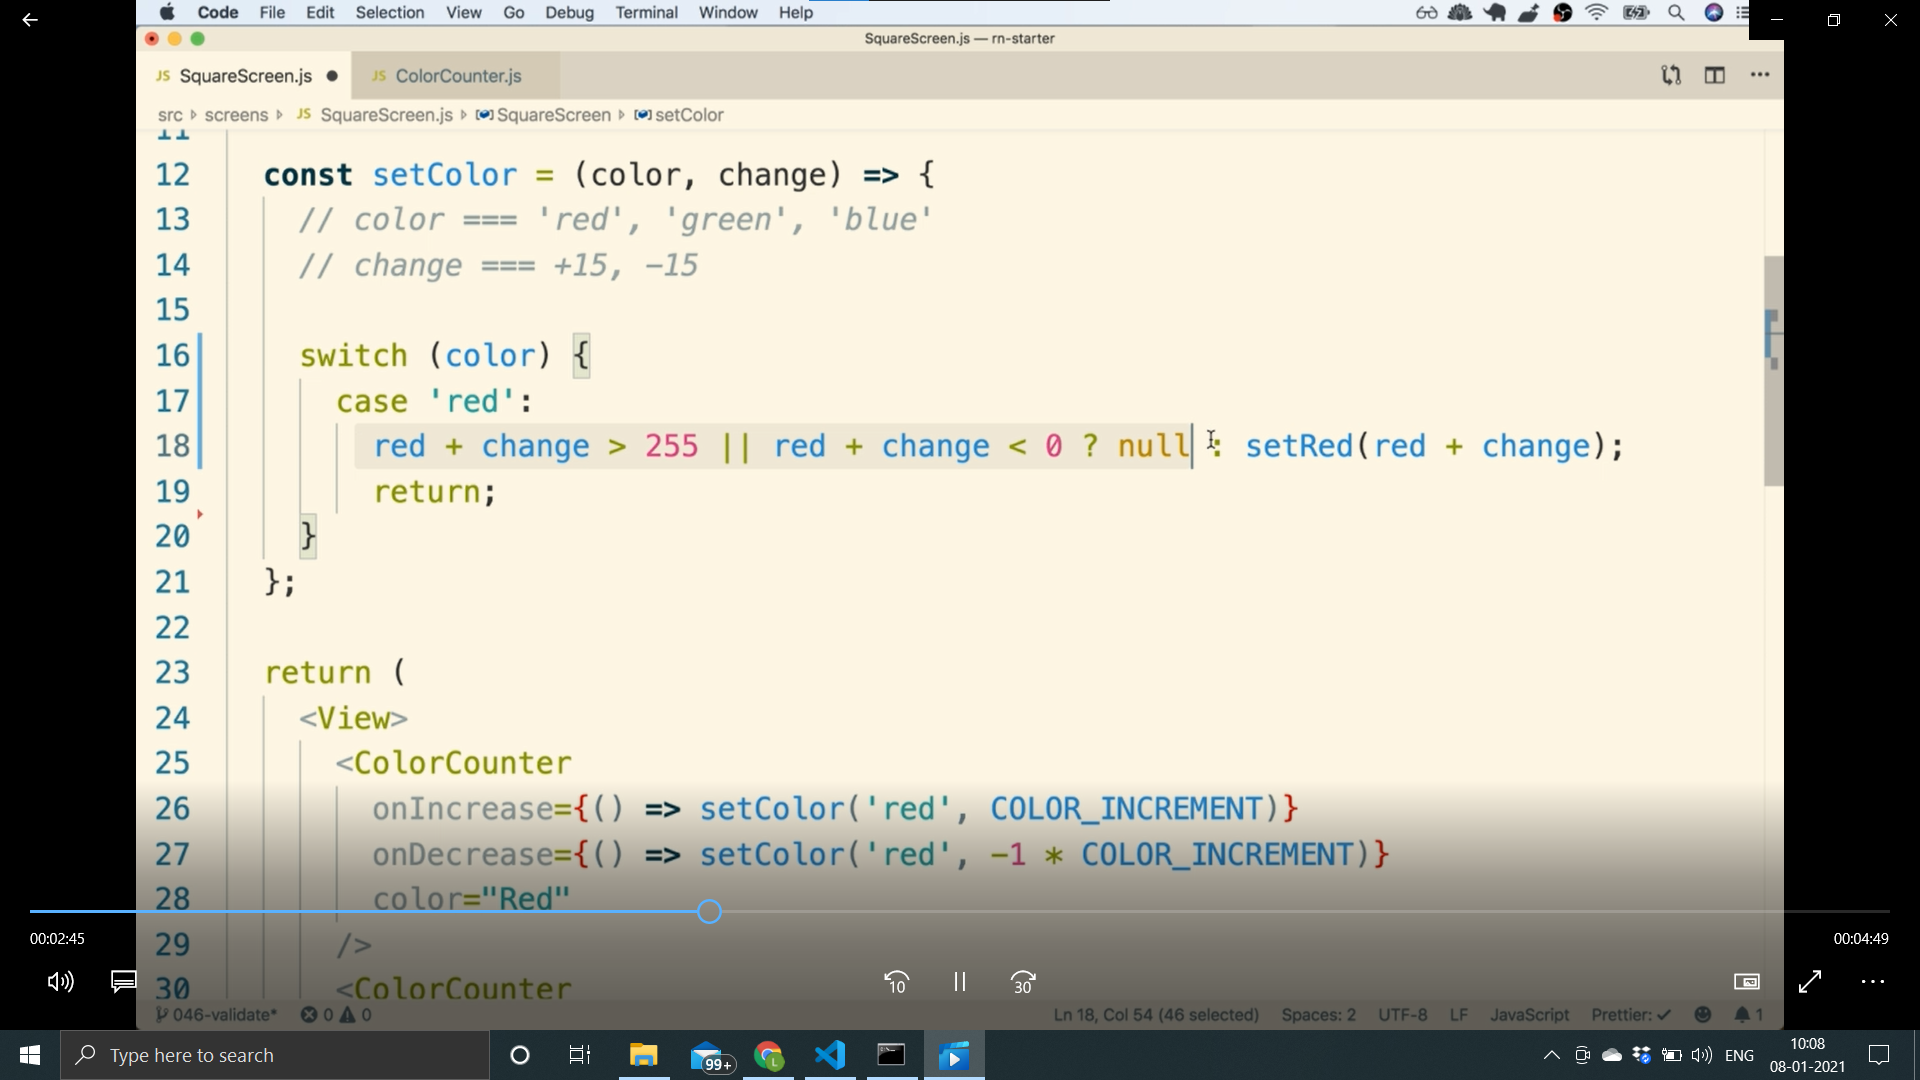 Code File Edit Selection View Go Debug Terminal Window Help
SquareScreen.js — rn-starter
JS SquareScreen.js ● JS ColorCounter.js
src screens JS SquareScreen.js SquareScreen setColor
11
12 const setColor = (color, change) => {
13 // color === 'red', 'green', 'blue'
14 // change === +15, -15
15
16 switch (color) {
17 case 'red':
18 red + change > 255 || red + change < 0 ? null : setRed(red + change);
19 return;
20 }
21 };
22
23 return (
24 <View>
25 <ColorCounter
26 onIncrease={() => setColor('red', COLOR_INCREMENT)}
27 onDecrease={() => setColor('red', -1 * COLOR_INCREMENT)}
28 color="Red"
00:02:45 00:04:49
29 />
10 30
30 <ColorCounter
046-validate* 0 0 Ln 18, Col 54 (46 selected) Spaces: 2 UTF-8 LF JavaScript Prettier: ✓ 1
Type here to search 99+ L ENG 10:08
08-01-2021